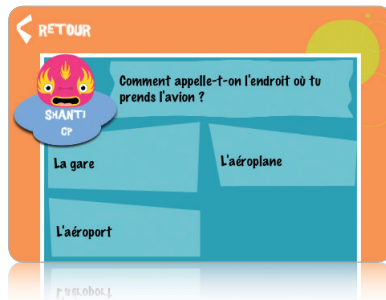 RETOUR
Comment appelle-t-on l'endroit où tu
prends l'avion ?
SHANTI
CP
La gare
L'aéroplane
L'aéroport